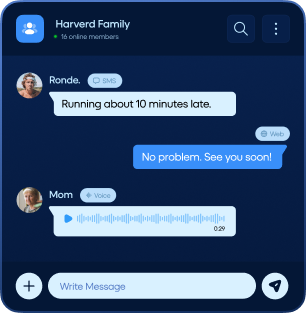 Harverd Family
16 online members
Ronde.
SMS
Running about 10 minutes late.
Web
No problem. See you soon!
Mom
Voice
0:29
Write Message